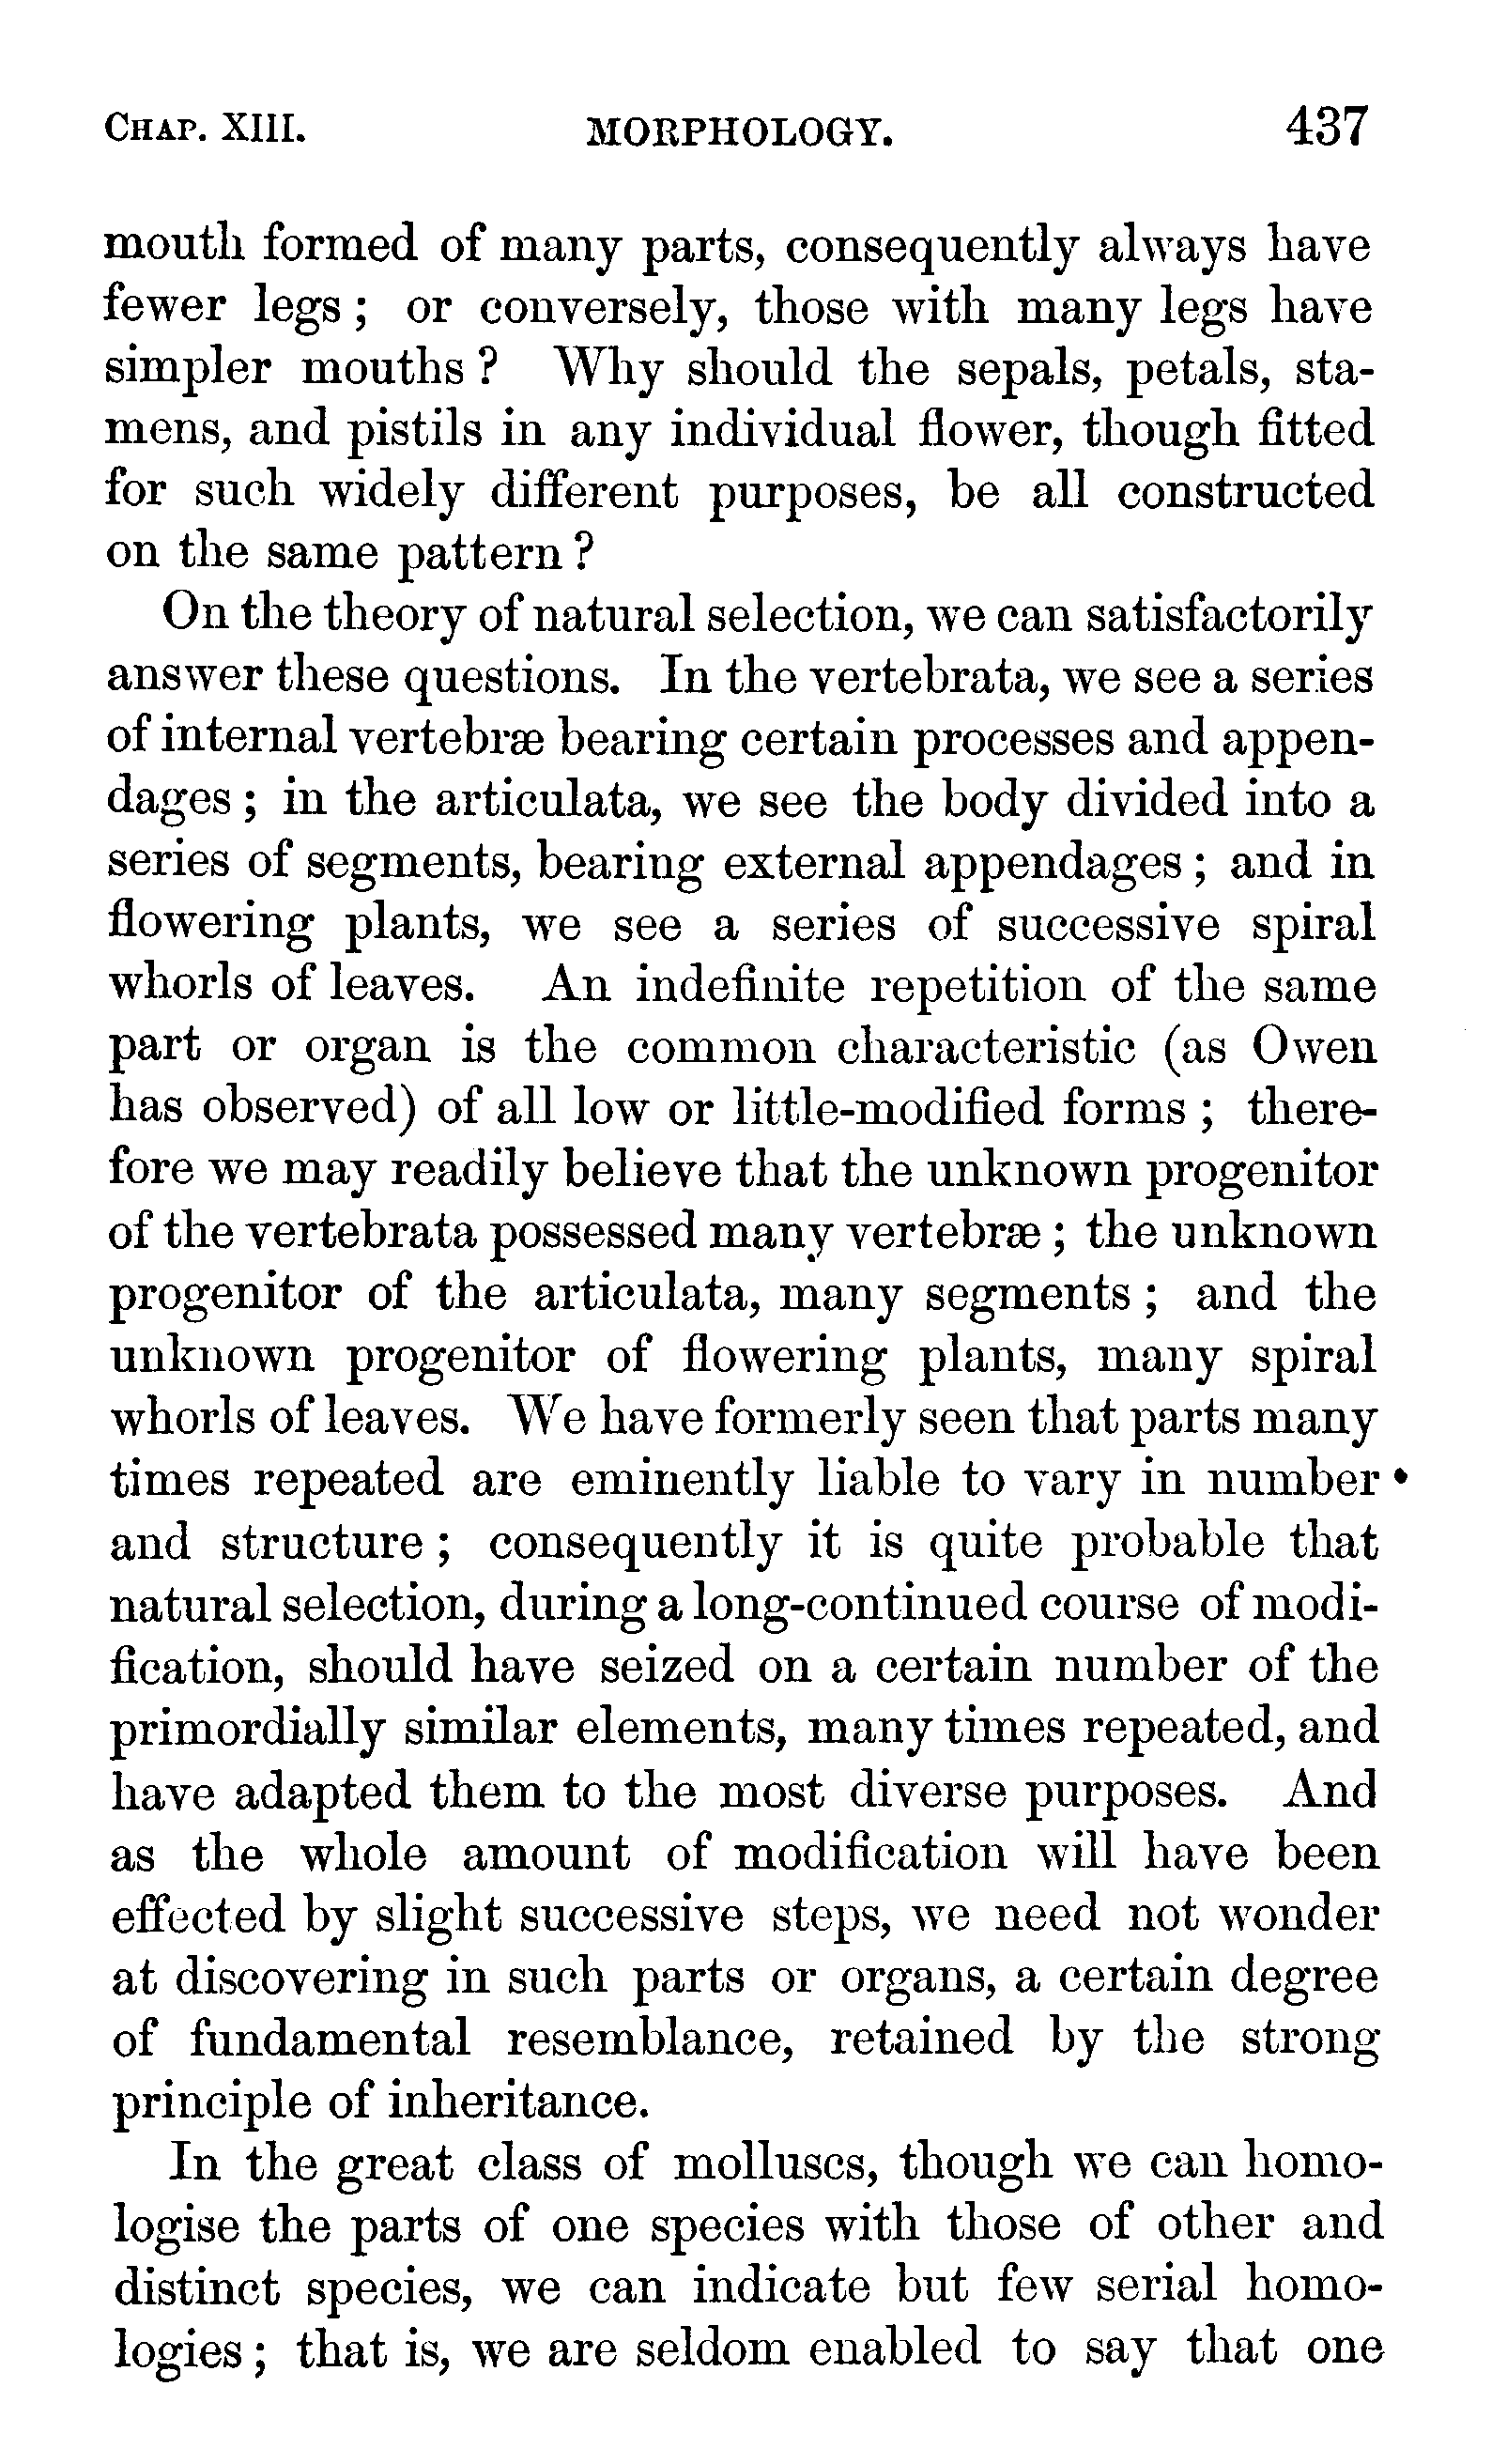 CHAP. XIII. MORPHOLOGY. 437
mouth formed of many parts, consequently always have
fewer legs ; or conversely, those with many legs have
simpler mouths ? Why should the sepals, petals, sta-
mens, and pistils in any individual flower, though fitted
for such widely different purposes, be all constructed
on the same pattern ?
On the theory of natural selection, we can satisfactorily
answer these questions. In the vertebrata, we see a series
of internal vertebræ bearing certain processes and appen-
dages ; in the articulata, we see the body divided into a
series of segments, bearing external appendages ; and in
flowering plants, we see a series of successive spiral
whorls of leaves. An indefinite repetition of the same
part or organ is the common characteristic (as Owen
has observed) of all low or little-modified forms ; there-
fore we may readily believe that the unknown progenitor
of the vertebrata possessed many vertebræ ; the unknown
progenitor of the articulata, many segments ; and the
unknown progenitor of flowering plants, many spiral
whorls of leaves. We have formerly seen that parts many
times repeated are eminently liable to vary in number
and structure ; consequently it is quite probable that
natural selection, during a long-continued course of modi-
fication, should have seized on a certain number of the
primordially similar elements, many times repeated, and
have adapted them to the most diverse purposes. And
as the whole amount of modification will have been
effected by slight successive steps, we need not wonder
at discovering in such parts or organs, a certain degree
of fundamental resemblance, retained by the strong
principle of inheritance.
In the great class of molluscs, though we can homo-
logise the parts of one species with those of other and
distinct species, we can indicate but few serial homo-
logies ; that is, we are seldom enabled to say that one